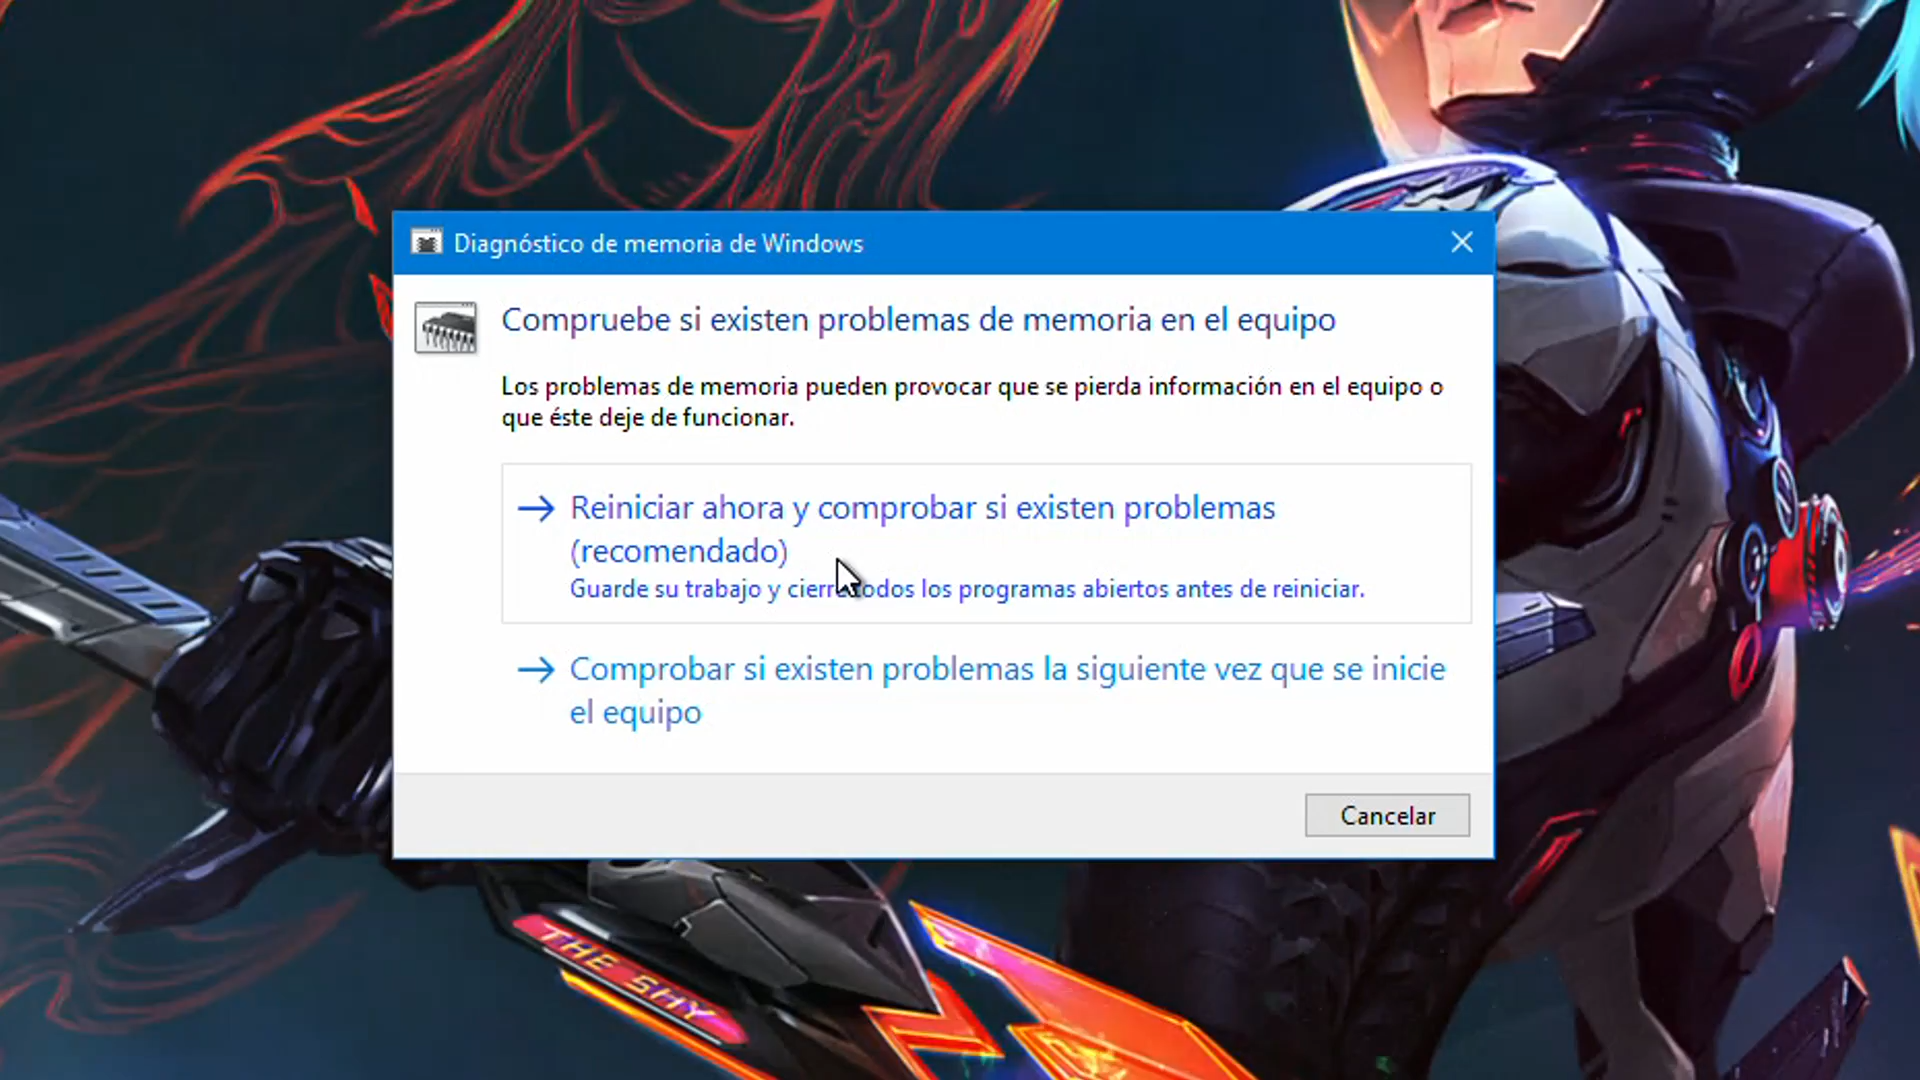 Diagnóstico de memoria de Windows
Compruebe si existen problemas de memoria en el equipo
Los problemas de memoria pueden provocar que se pierda información en el equipo o
que éste deje de funcionar.
Reiniciar ahora y comprobar si existen problemas
(recomendado)
Guarde su trabajo y cierre todos los programas abiertos antes de reiniciar.
Comprobar si existen problemas la siguiente vez que se inicie
el equipo
Cancelar
THE SHY